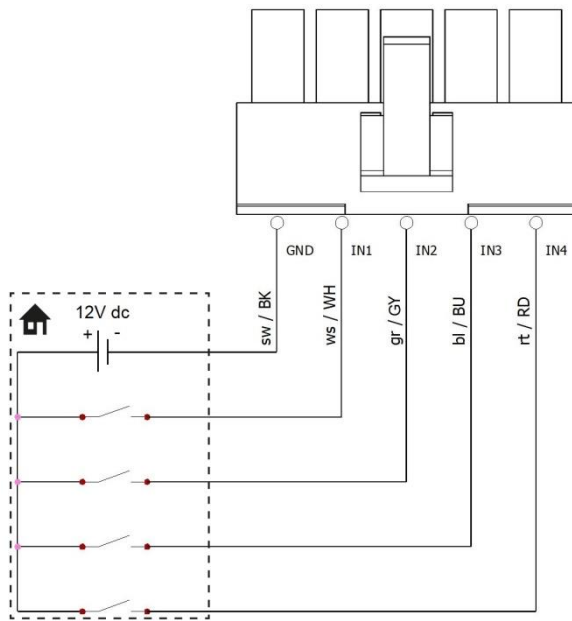 GND IN1 IN2 IN3 IN4
sw / BK
ws / WH
gr / GY
bl / BU
rt / RD
12V dc
+ -